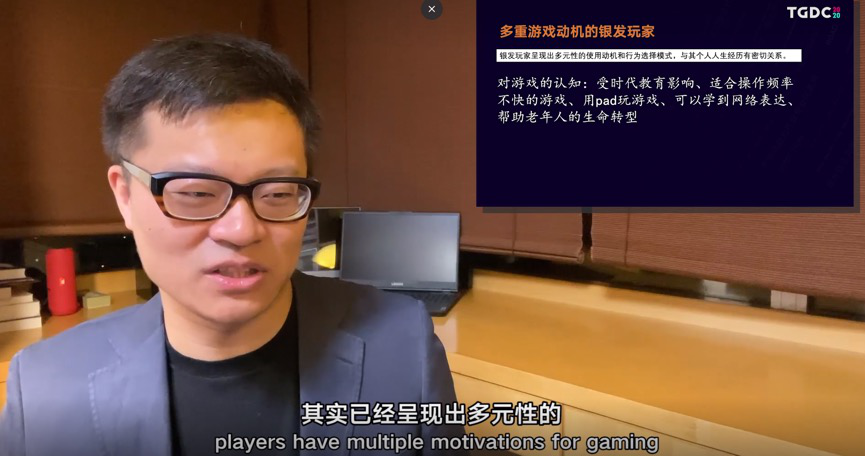 TGDC 2020
多重游戏动机的银发玩家
银发玩家呈现出多元性的使用动机和行为选择模式，与其个人人生经历有密切关系。
对游戏的认知：受时代教育影响、适合操作频率
不快的游戏、用pad玩游戏、可以学到网络表达、
帮助老年人的生命转型
其实已经呈现出多元性的
players have multiple motivations for gaming